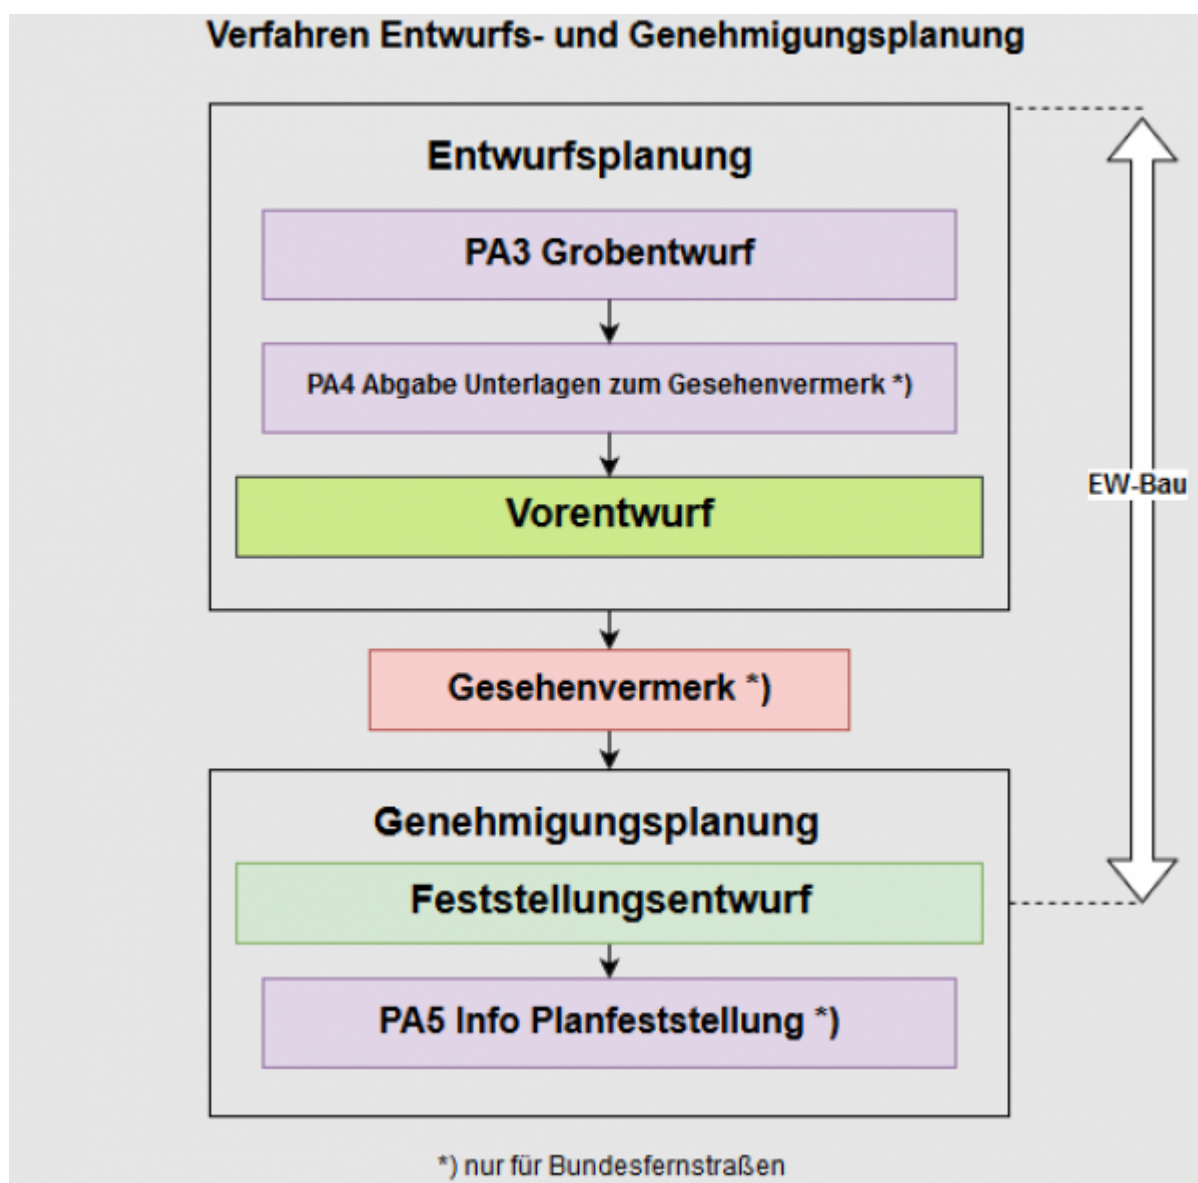 Verfahren Entwurfs- und Genehmigungsplanung
Entwurfsplanung
PA3 Grobentwurf
PA4 Abgabe Unterlagen zum Gesehenvermerk *)
Vorentwurf
EW-Bau
Gesehenvermerk *)
Genehmigungsplanung
Feststellungsentwurf
PA5 Info Planfeststellung *)
*) nur für Bundesfernstraßen